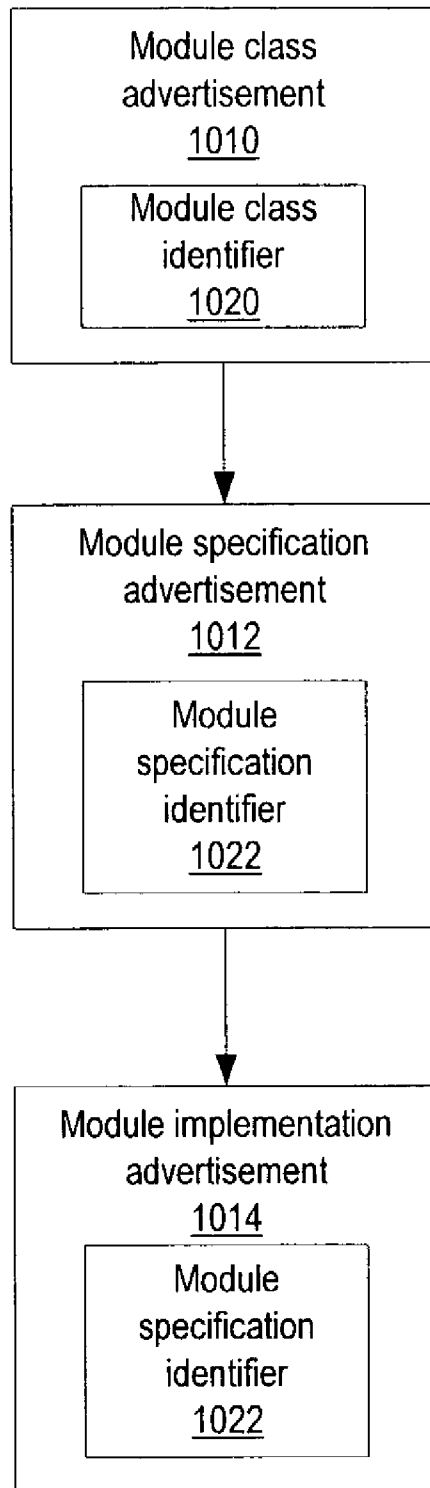 Module class
advertisement
1010
Module class
identifier
1020
Module specification
advertisement
1012
Module
specification
identifier
1022
Module implementation
advertisement
1014
Module
specification
identifier
1022